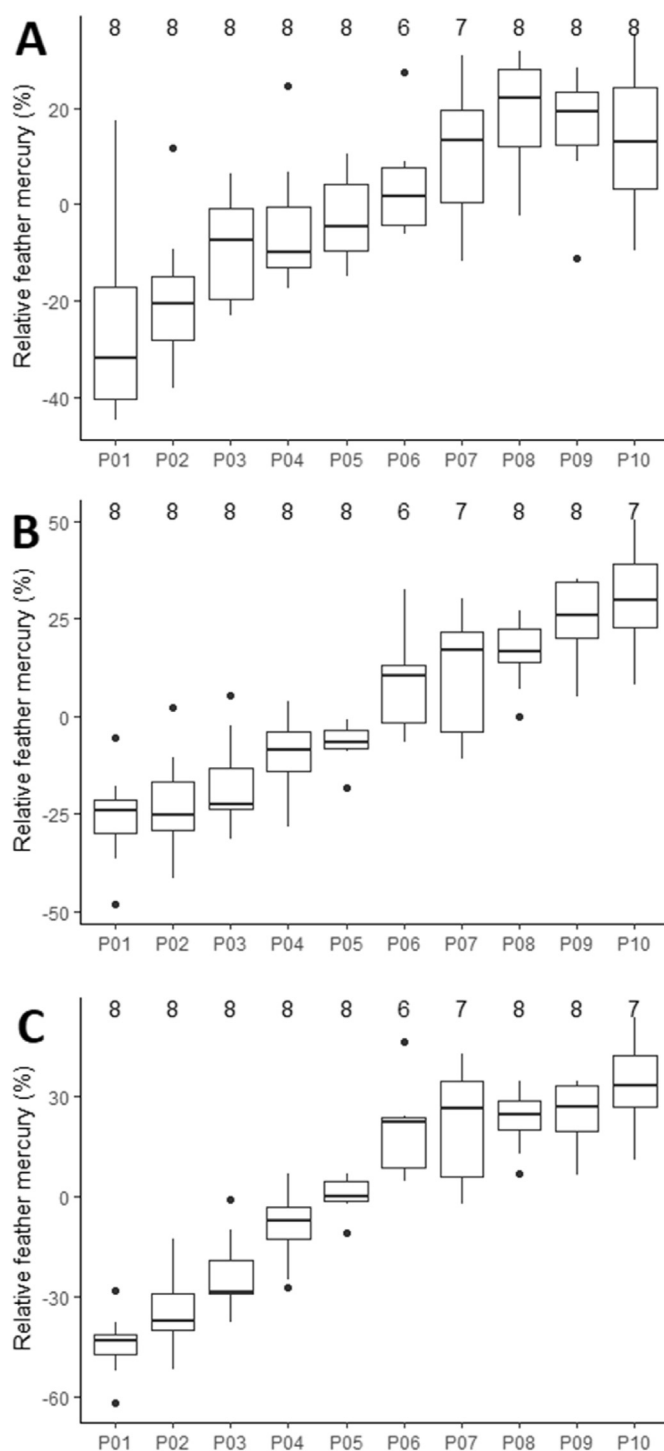 A
8 8 8 8 8 6 7 8 8 8
Relative feather mercury (%)
20
0
-20
-40
P01 P02 P03 P04 P05 P06 P07 P08 P09 P10
B
8 8 8 8 8 6 7 8 8 7
Relative feather mercury (%)
50
25
0
-25
-50
P01 P02 P03 P04 P05 P06 P07 P08 P09 P10
C
8 8 8 8 8 6 7 8 8 7
Relative feather mercury (%)
30
0
-30
-60
P01 P02 P03 P04 P05 P06 P07 P08 P09 P10